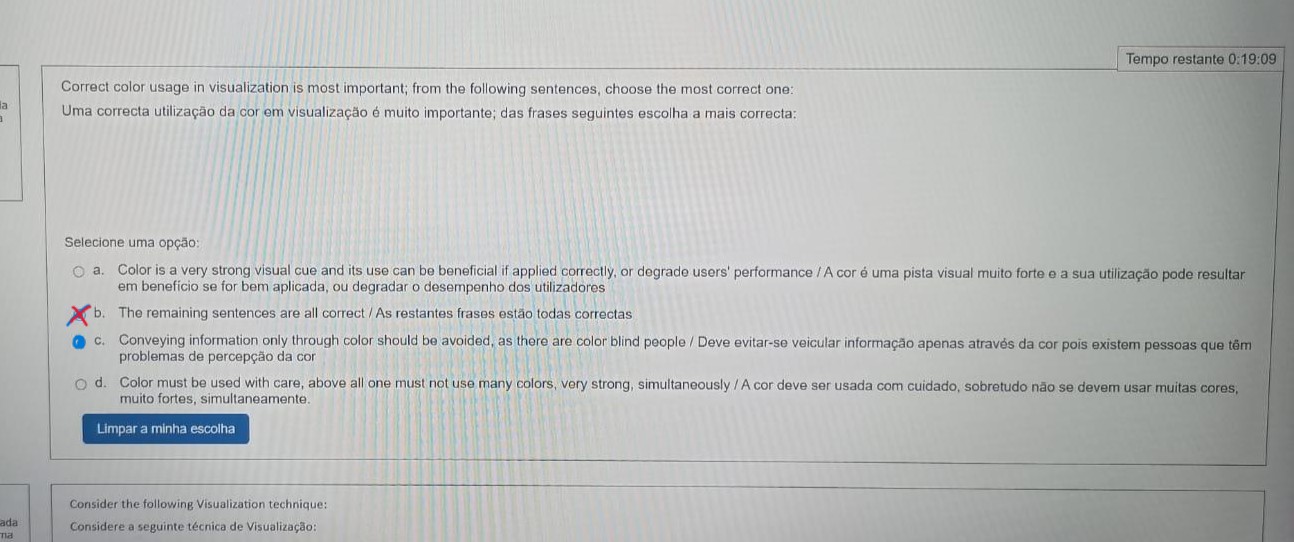 Tempo restante 0:19:09
Correct color usage in visualization is most important; from the following sentences, choose the most correct one:
Uma correcta utilização da cor em visualização é muito importante; das frases seguintes escolha a mais correcta:
Selecione uma opção:
a. Color is a very strong visual cue and its use can be beneficial if applied correctly, or degrade users' performance / A cor é uma pista visual muito forte e a sua utilização pode resultar
em benefício se for bem aplicada, ou degradar o desempenho dos utilizadores
b. The remaining sentences are all correct / As restantes frases estão todas correctas
c. Conveying information only through color should be avoided, as there are color blind people / Deve evitar-se veicular informação apenas através da cor pois existem pessoas que têm
problemas de percepção da cor
d. Color must be used with care, above all one must not use many colors, very strong, simultaneously / A cor deve ser usada com cuidado, sobretudo não se devem usar muitas cores,
muito fortes, simultaneamente.
Limpar a minha escolha
Consider the following Visualization technique:
Considere a seguinte técnica de Visualização: